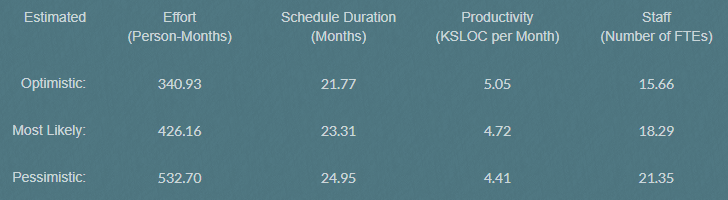 Estimated Effort Schedule Duration Productivity Staff
(Person-Months) (Months) (KSLOC per Month) (Number of FTEs)
Optimistic: 340.93 21.77 5.05 15.66
Most Likely: 426.16 23.31 4.72 18.29
Pessimistic: 532.70 24.95 4.41 21.35